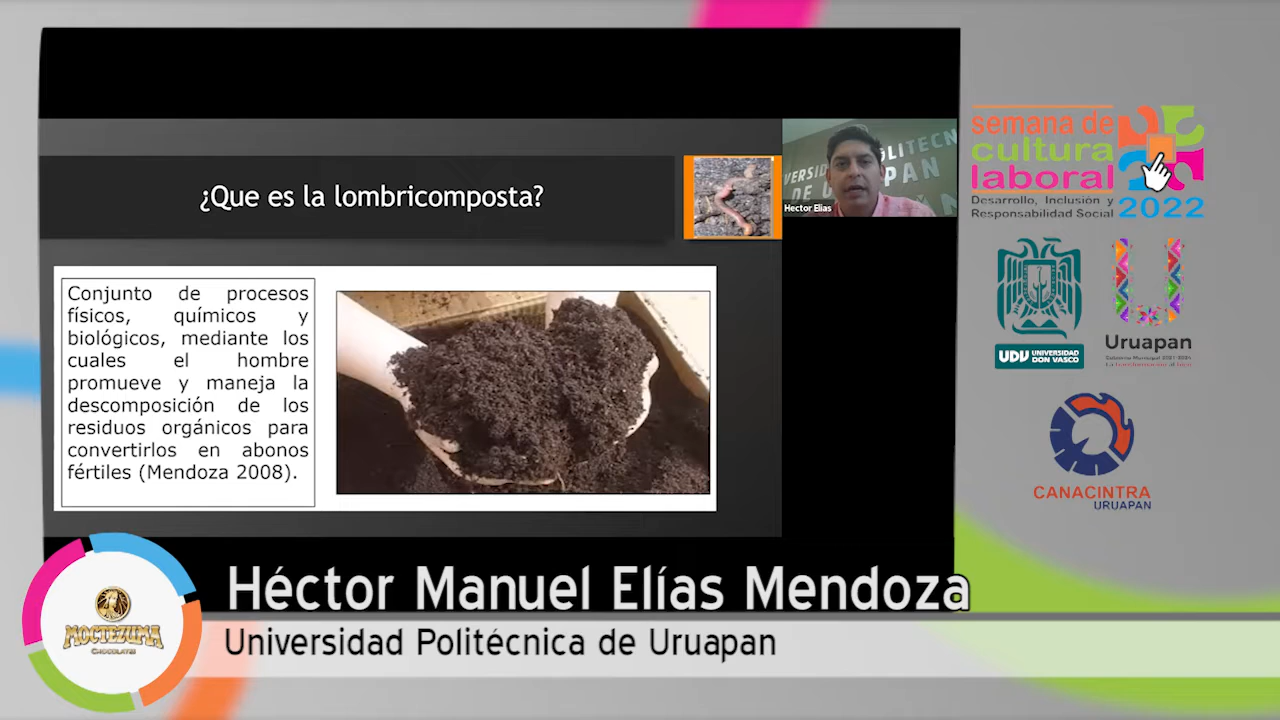 ¿Que es la lombricomposta?
Conjunto de procesos
físicos, químicos y
biológicos, mediante los
cuales el hombre
promueve y maneja la
descomposición de los
residuos orgánicos para
convertirlos en abonos
fértiles (Mendoza 2008).
Hector Elias
semana de
cultura
laboral
Desarrollo, Inclusión y
Responsabilidad Social
2022
UDV UNIVERSIDAD
DON VASCO
Uruapan
CANACINTRA
URUAPAN
Héctor Manuel Elías Mendoza
Universidad Politécnica de Uruapan
MOCTEZUMA
CHOCOLATES